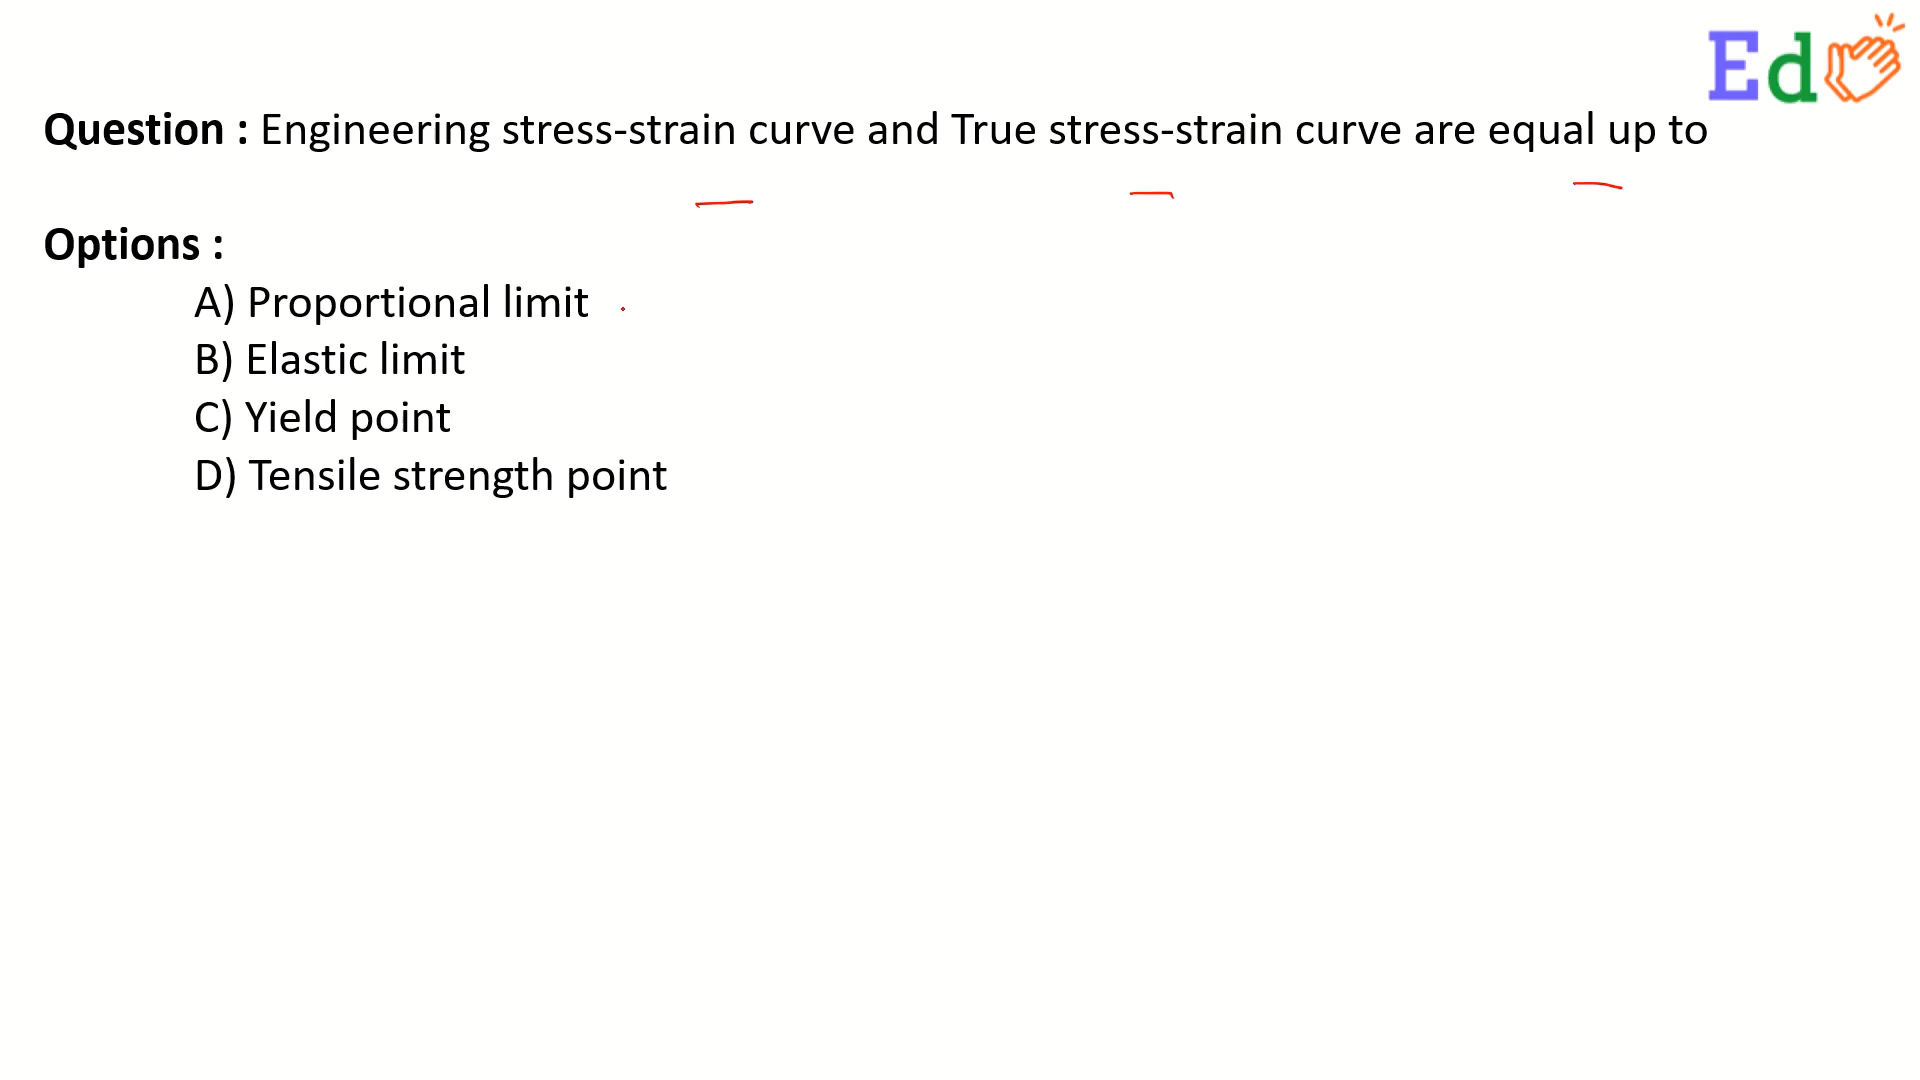 Ed
Question : Engineering stress-strain curve and True stress-strain curve are equal up to
Options :
A) Proportional limit
B) Elastic limit
C) Yield point
D) Tensile strength point